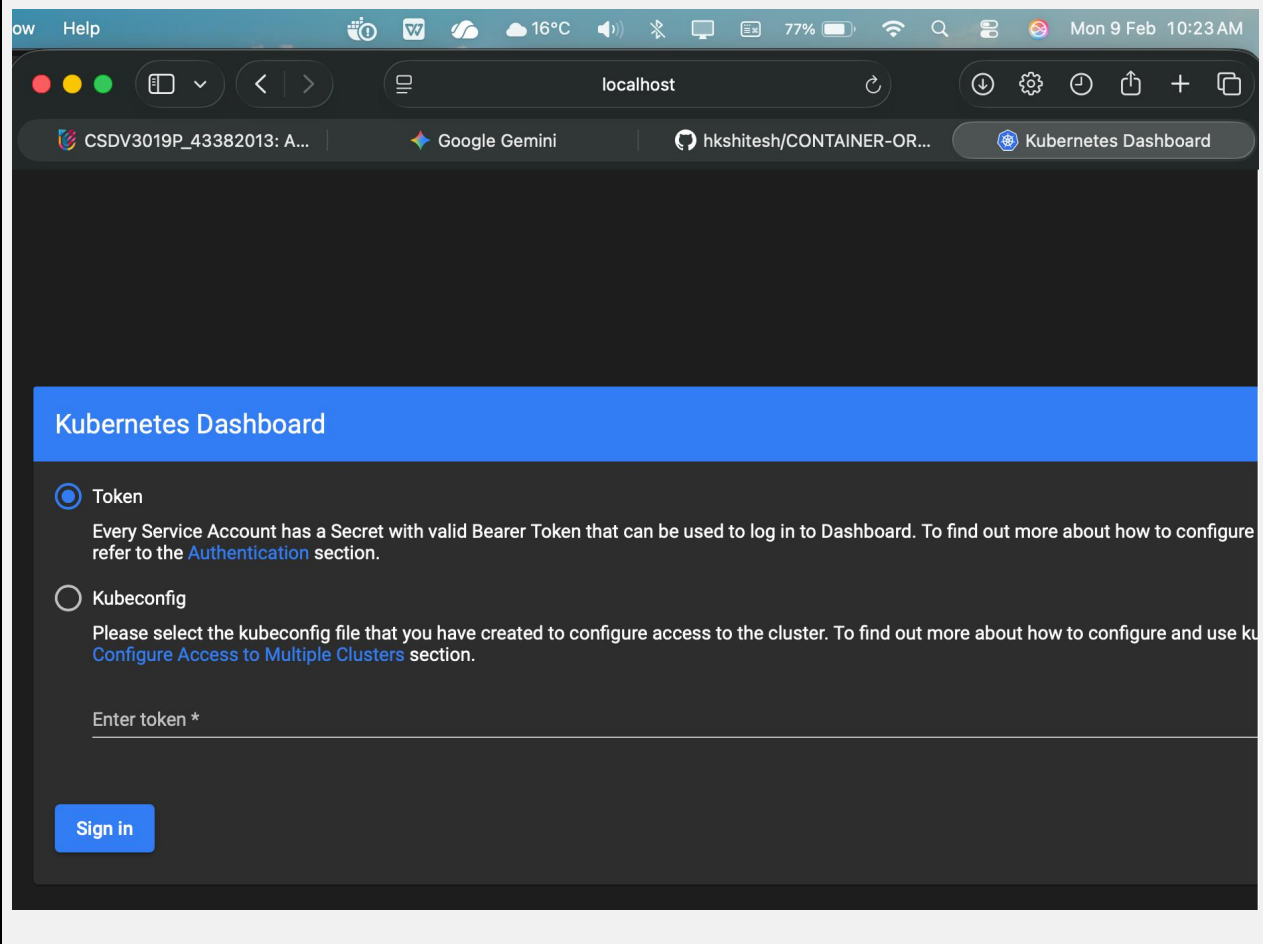 ow Help 16°C 77% Mon 9 Feb 10:23 AM
localhost
CSDV3019P_43382013: A... Google Gemini hkshitesh/CONTAINER-OR... Kubernetes Dashboard
Kubernetes Dashboard
Token
Every Service Account has a Secret with valid Bearer Token that can be used to log in to Dashboard. To find out more about how to configure
refer to the Authentication section.
Kubeconfig
Please select the kubeconfig file that you have created to configure access to the cluster. To find out more about how to configure and use ku
Configure Access to Multiple Clusters section.
Enter token *
Sign in